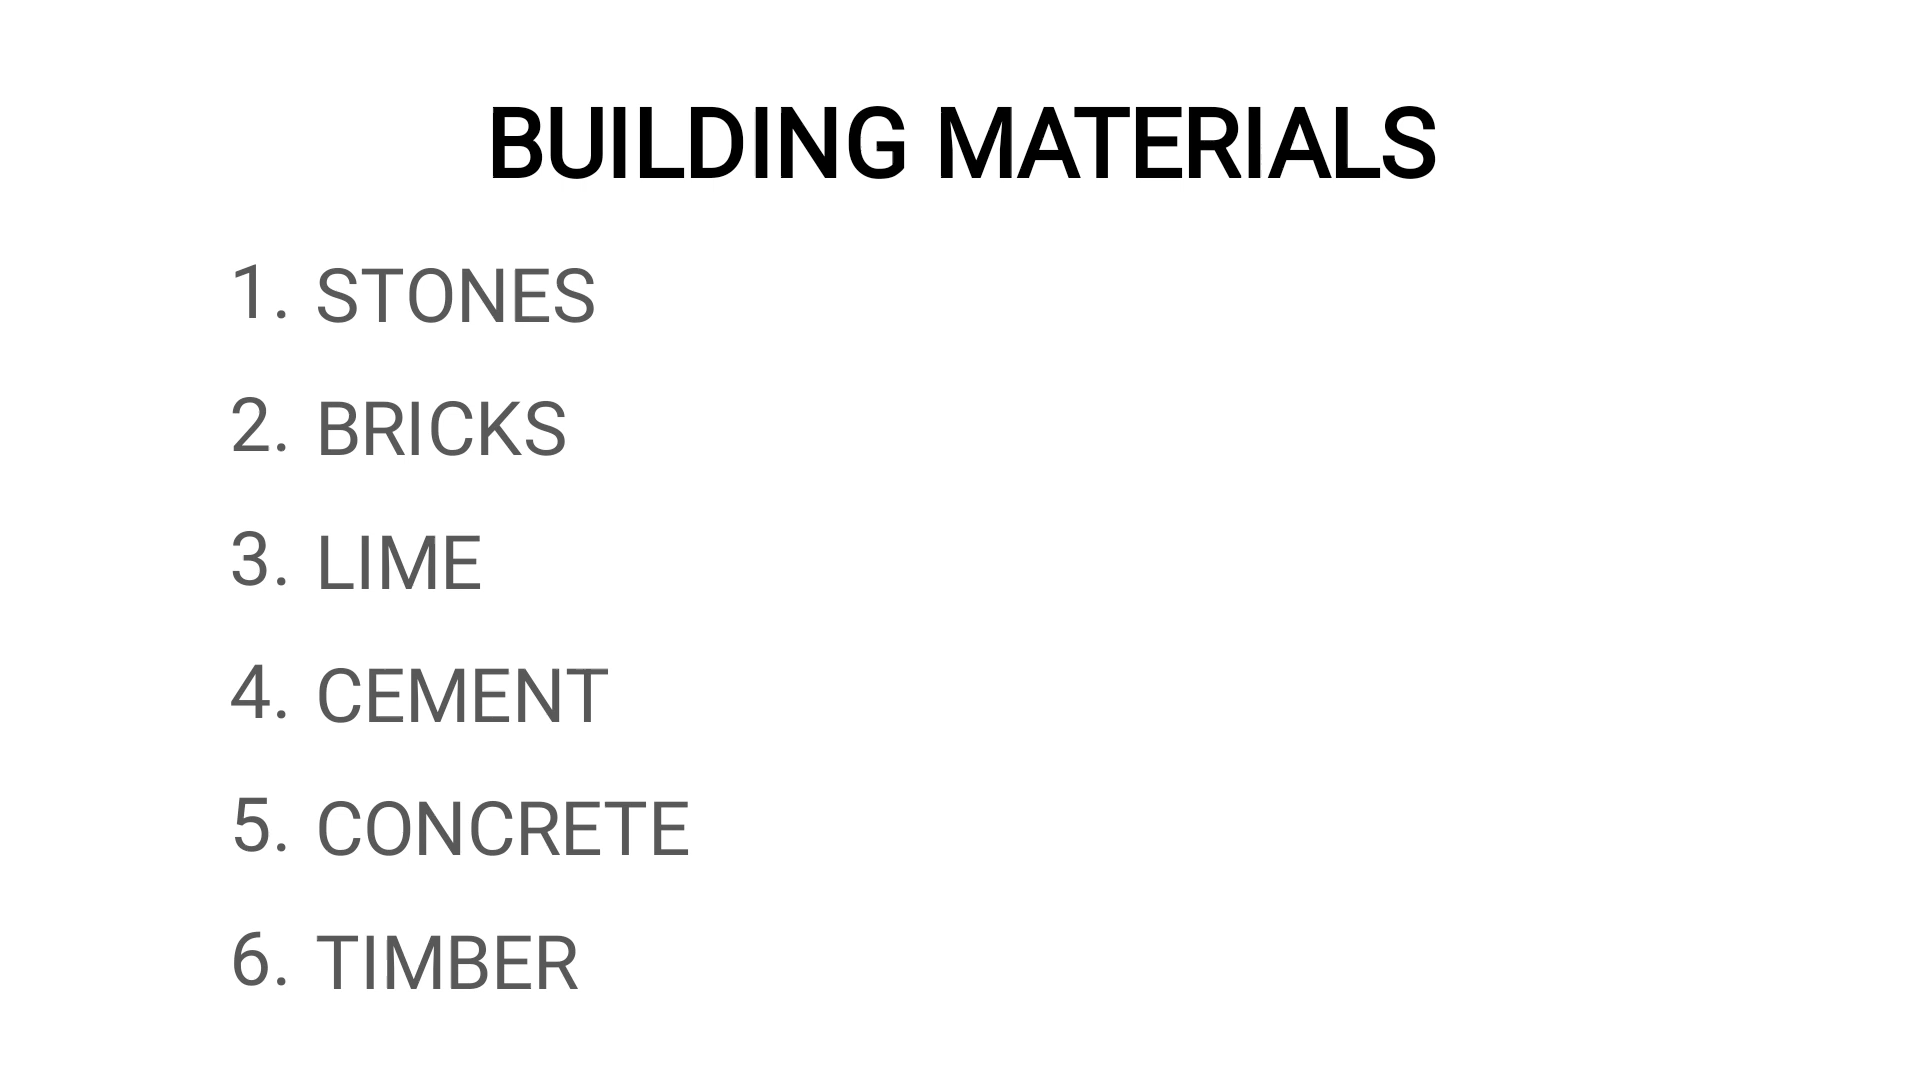 BUILDING MATERIALS
1. STONES
2. BRICKS
3. LIME
4. CEMENT
5. CONCRETE
6. TIMBER